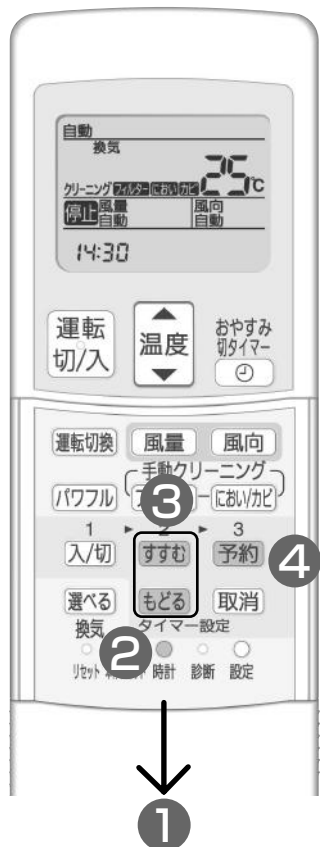 自動
換気
25℃
クリーニング フィルター におい カビ
停止 風量 自動 風向 自動
14:30
運転 切/入
温度
おやすみ 切タイマー
運転切換 風量 風向
手動クリーニング
パワフル におい/カビ
3
1 ▶ 2 ▶ 3
入/切 すすむ 予約
4
選べる もどる 取消
換気 タイマー設定
2
リセット 時計 診断 設定
1